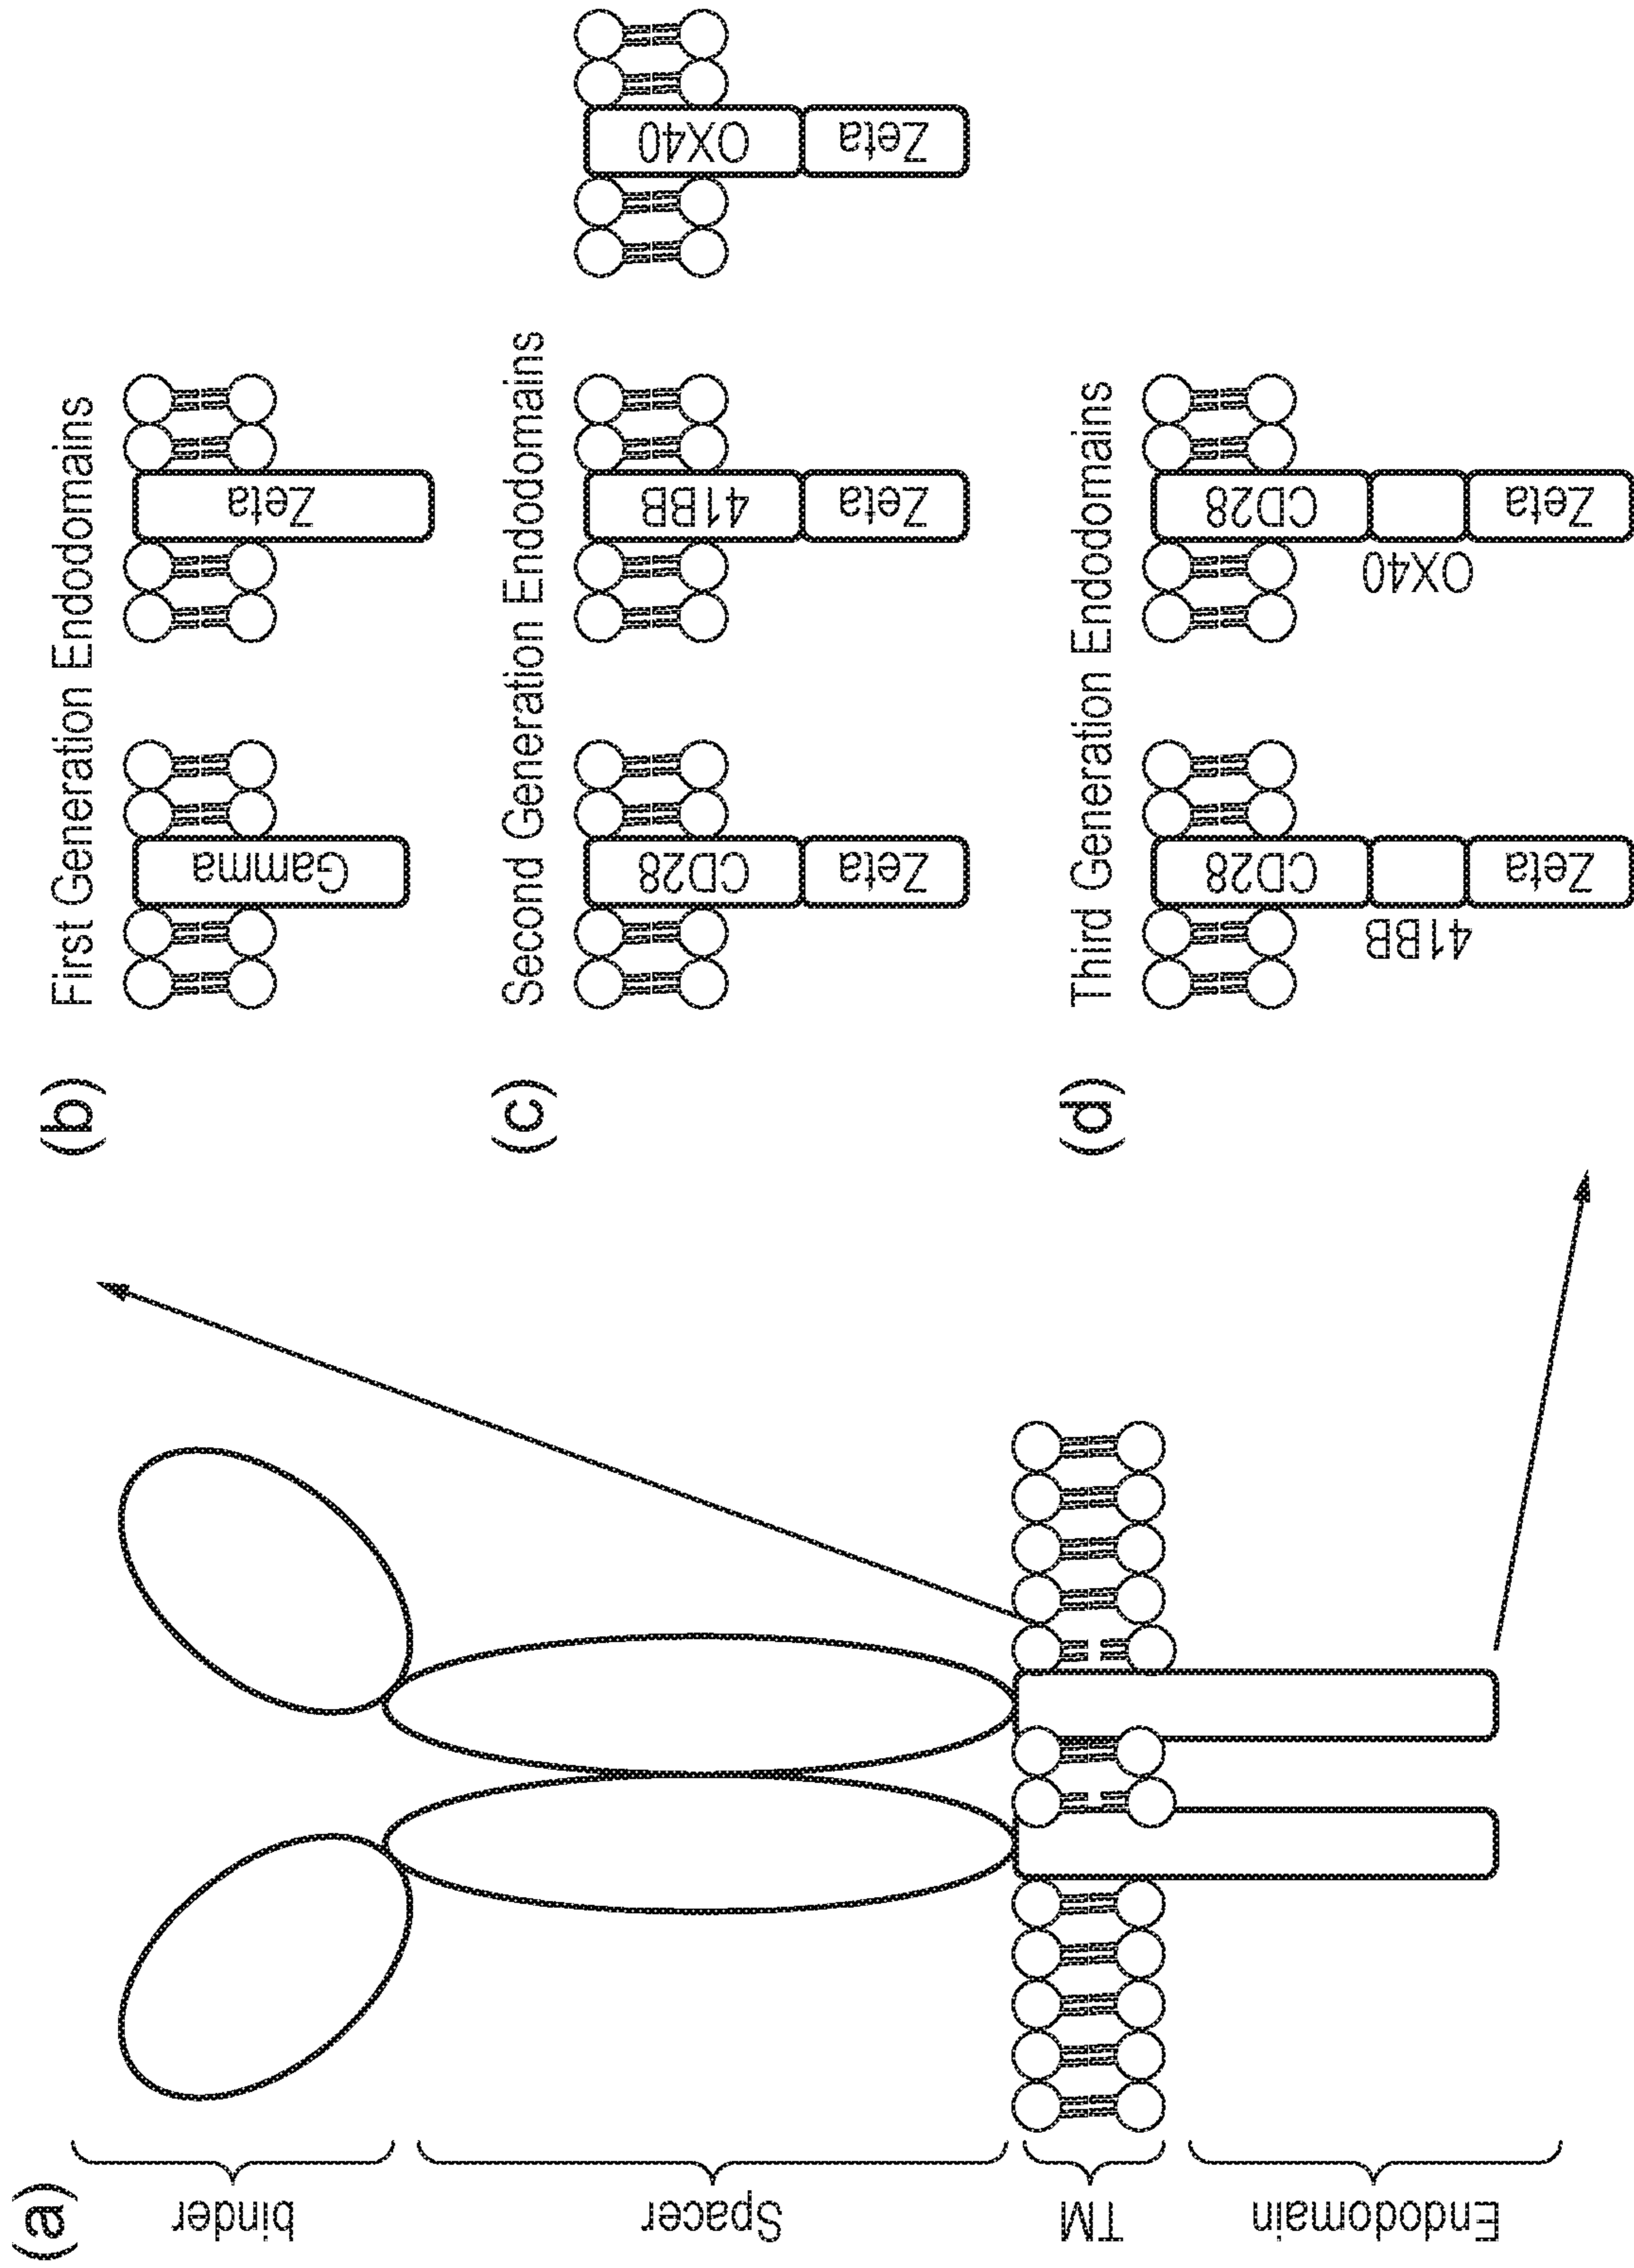 (a)
binder
Spacer
TM
Endodomain
(b)
First Generation Endodomains
Gamma
Zeta
(c)
Second Generation Endodomains
CD28
Zeta
41BB
Zeta
OX40
Zeta
(d)
Third Generation Endodomains
CD28
41BB
Zeta
CD28
OX40
Zeta